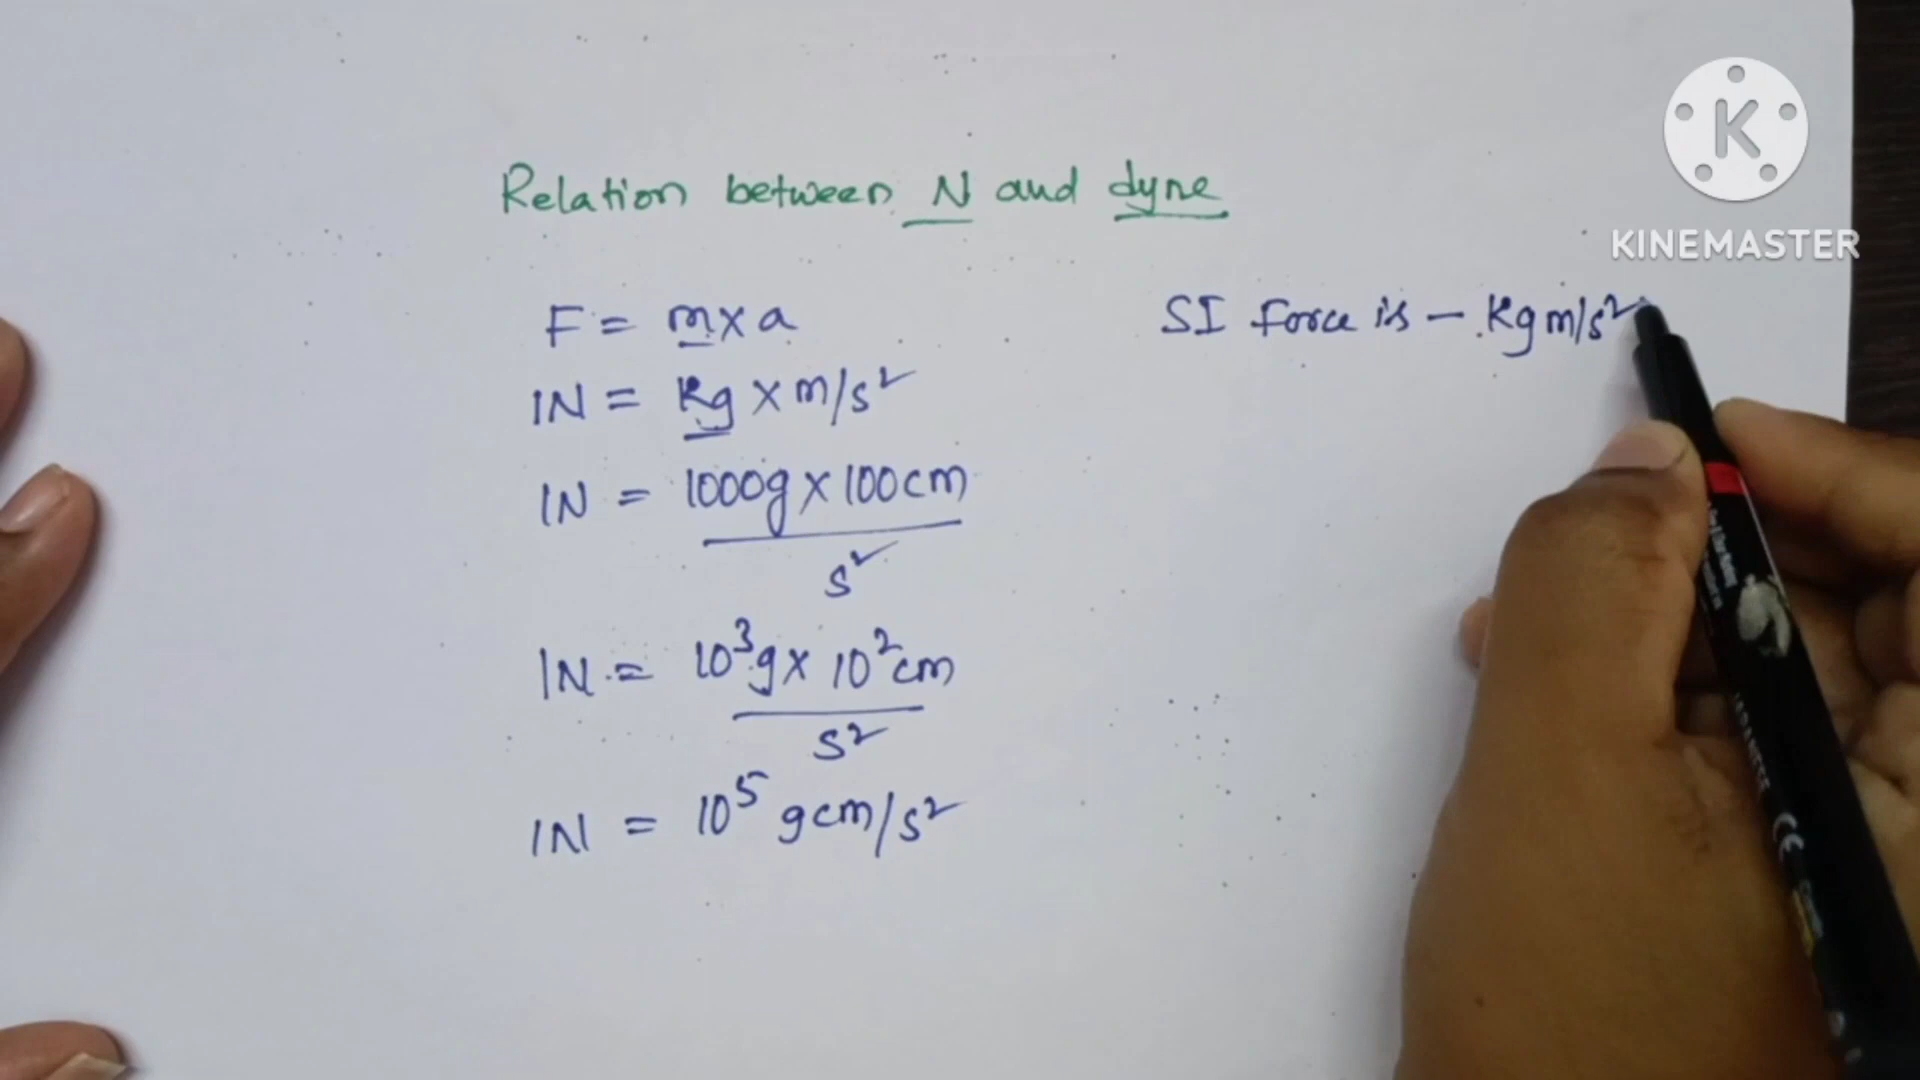 KINEMASTER
Relation between N and dyne
F = m x a
SI force is - Kgm/s²
1N = Kg x m/s²
1N = 1000g x 100cm
s²
1N = 10³g x 10²cm
s²
1N = 10⁵ gcm/s²